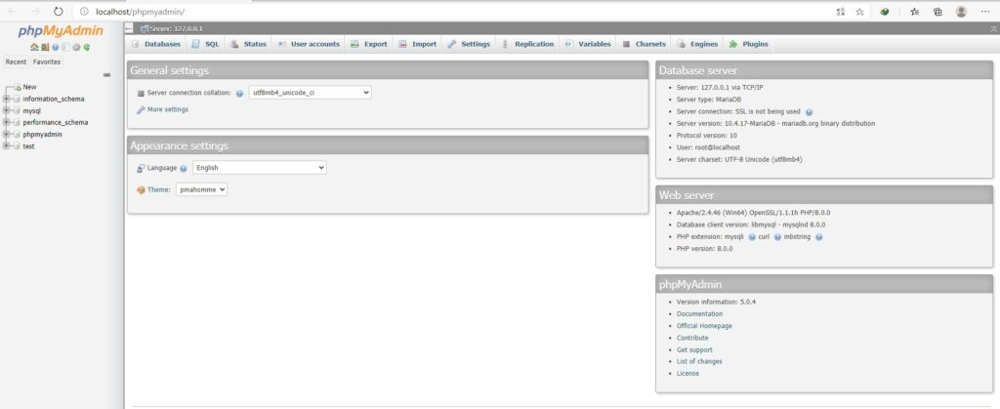 localhost/phpmyadmin/
phpMyAdmin
Recent Favorites
New
information_schema
mysql
performance_schema
phpmyadmin
test
Server: 127.0.0.1
Databases SQL Status User accounts Export Import Settings Replication Variables Charsets Engines Plugins
General settings
Server connection collation: utf8mb4_unicode_ci
More settings
Appearance settings
Language English
Theme: pmahomme
Database server
Server: 127.0.0.1 via TCP/IP
Server type: MariaDB
Server connection: SSL is not being used
Server version: 10.4.17-MariaDB - mariadb.org binary distribution
Protocol version: 10
User: root@localhost
Server charset: UTF-8 Unicode (utf8mb4)
Web server
Apache/2.4.46 (Win64) OpenSSL/1.1.1h PHP/8.0.0
Database client version: libmysql - mysqlnd 8.0.0
PHP extension: mysqli curl mbstring
PHP version: 8.0.0
phpMyAdmin
Version information: 5.0.4
Documentation
Official Homepage
Contribute
Get support
List of changes
License